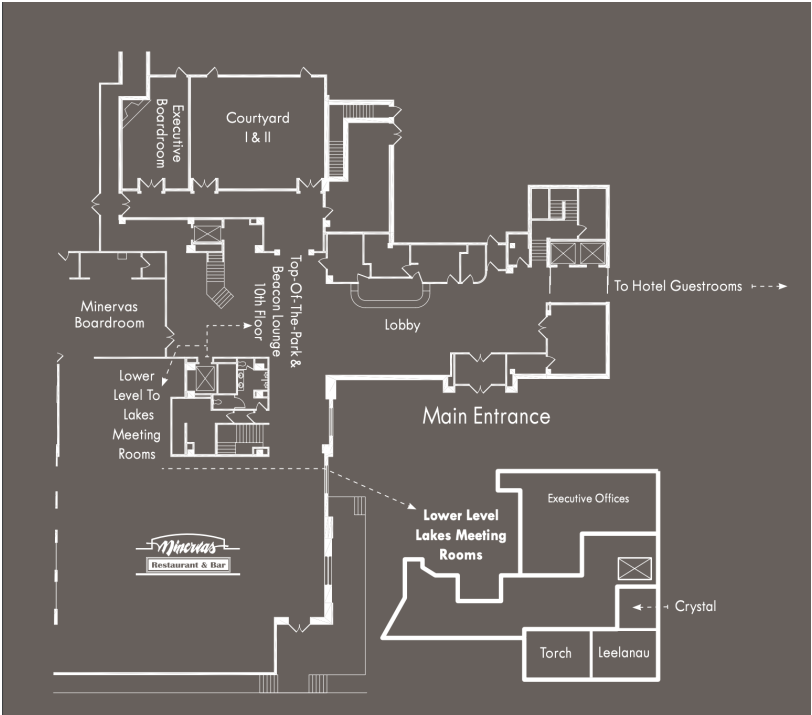 Executive
Boardroom
Courtyard
I & II
Top-Of-The-Park &
Beacon Lounge
10th Floor
To Hotel Guestrooms
Minervas
Boardroom
Lobby
Lower
Level To
Lakes
Meeting
Rooms
Main Entrance
Minervas
Restaurant & Bar
Lower Level
Lakes Meeting
Rooms
Executive Offices
Crystal
Torch
Leelanau